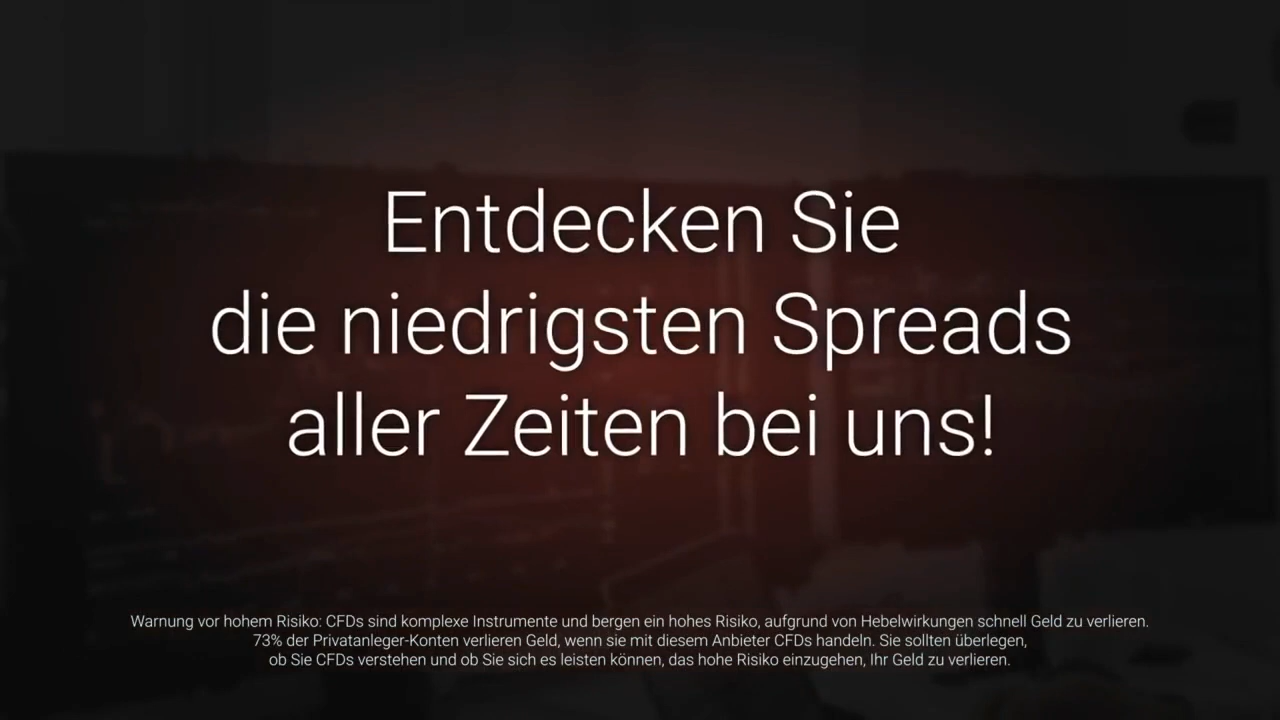 Entdecken Sie
die niedrigsten Spreads
aller Zeiten bei uns!
Warnung vor hohem Risiko: CFDs sind komplexe Instrumente und bergen ein hohes Risiko, aufgrund von Hebelwirkungen schnell Geld zu verlieren.
73% der Privatanleger-Konten verlieren Geld, wenn sie mit diesem Anbieter CFDs handeln. Sie sollten überlegen,
ob Sie CFDs verstehen und ob Sie sich es leisten können, das hohe Risiko einzugehen, Ihr Geld zu verlieren.